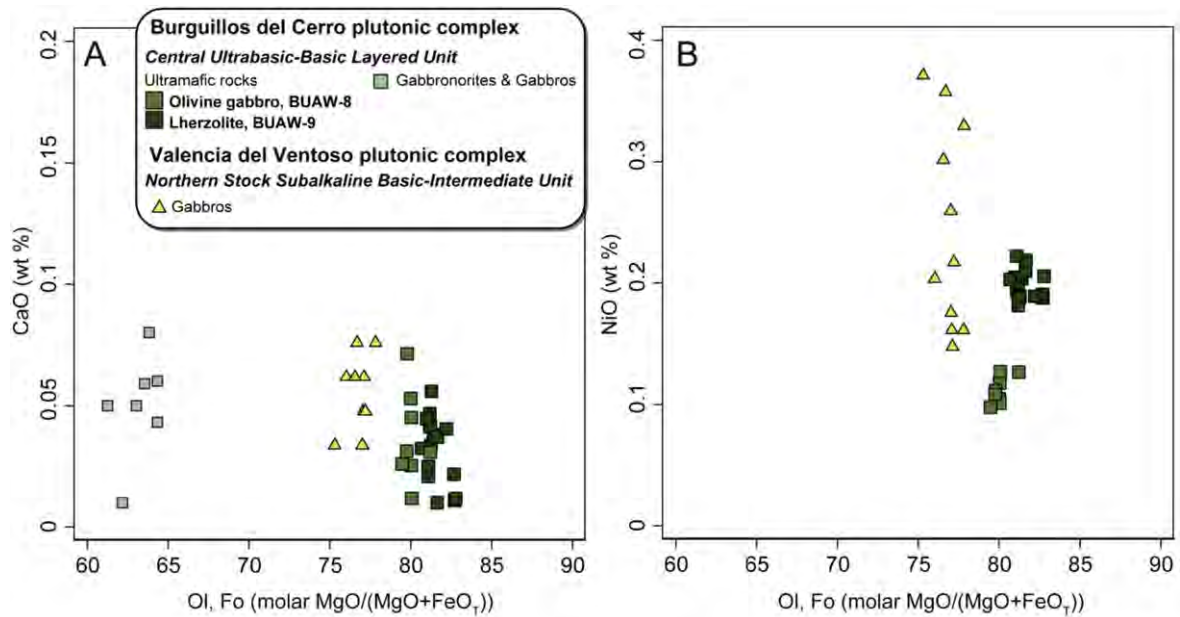 A
Burguillos del Cerro plutonic complex
Central Ultrabasic-Basic Layered Unit
Ultramafic rocks
Gabbronorites & Gabbros
Olivine gabbro, BUAW-8
Lherzolite, BUAW-9
Valencia del Ventoso plutonic complex
Northern Stock Subalkaline Basic-Intermediate Unit
Gabbros
CaO (wt %)
0.2
0.15
0.1
0.05
0
60 65 70 75 80 85 90
Ol, Fo (molar MgO/(MgO+FeO_T))
B
NiO (wt %)
0.4
0.3
0.2
0.1
0
60 65 70 75 80 85 90
Ol, Fo (molar MgO/(MgO+FeO_T))